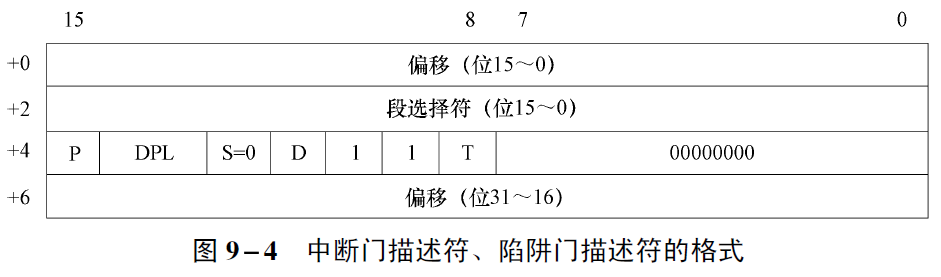 15 8 7 0
+0 偏移（位15～0）
+2 段选择符（位15～0）
+4 P DPL S=0 D 1 1 T 00000000
+6 偏移（位31～16）
图 9-4 中断门描述符、陷阱门描述符的格式